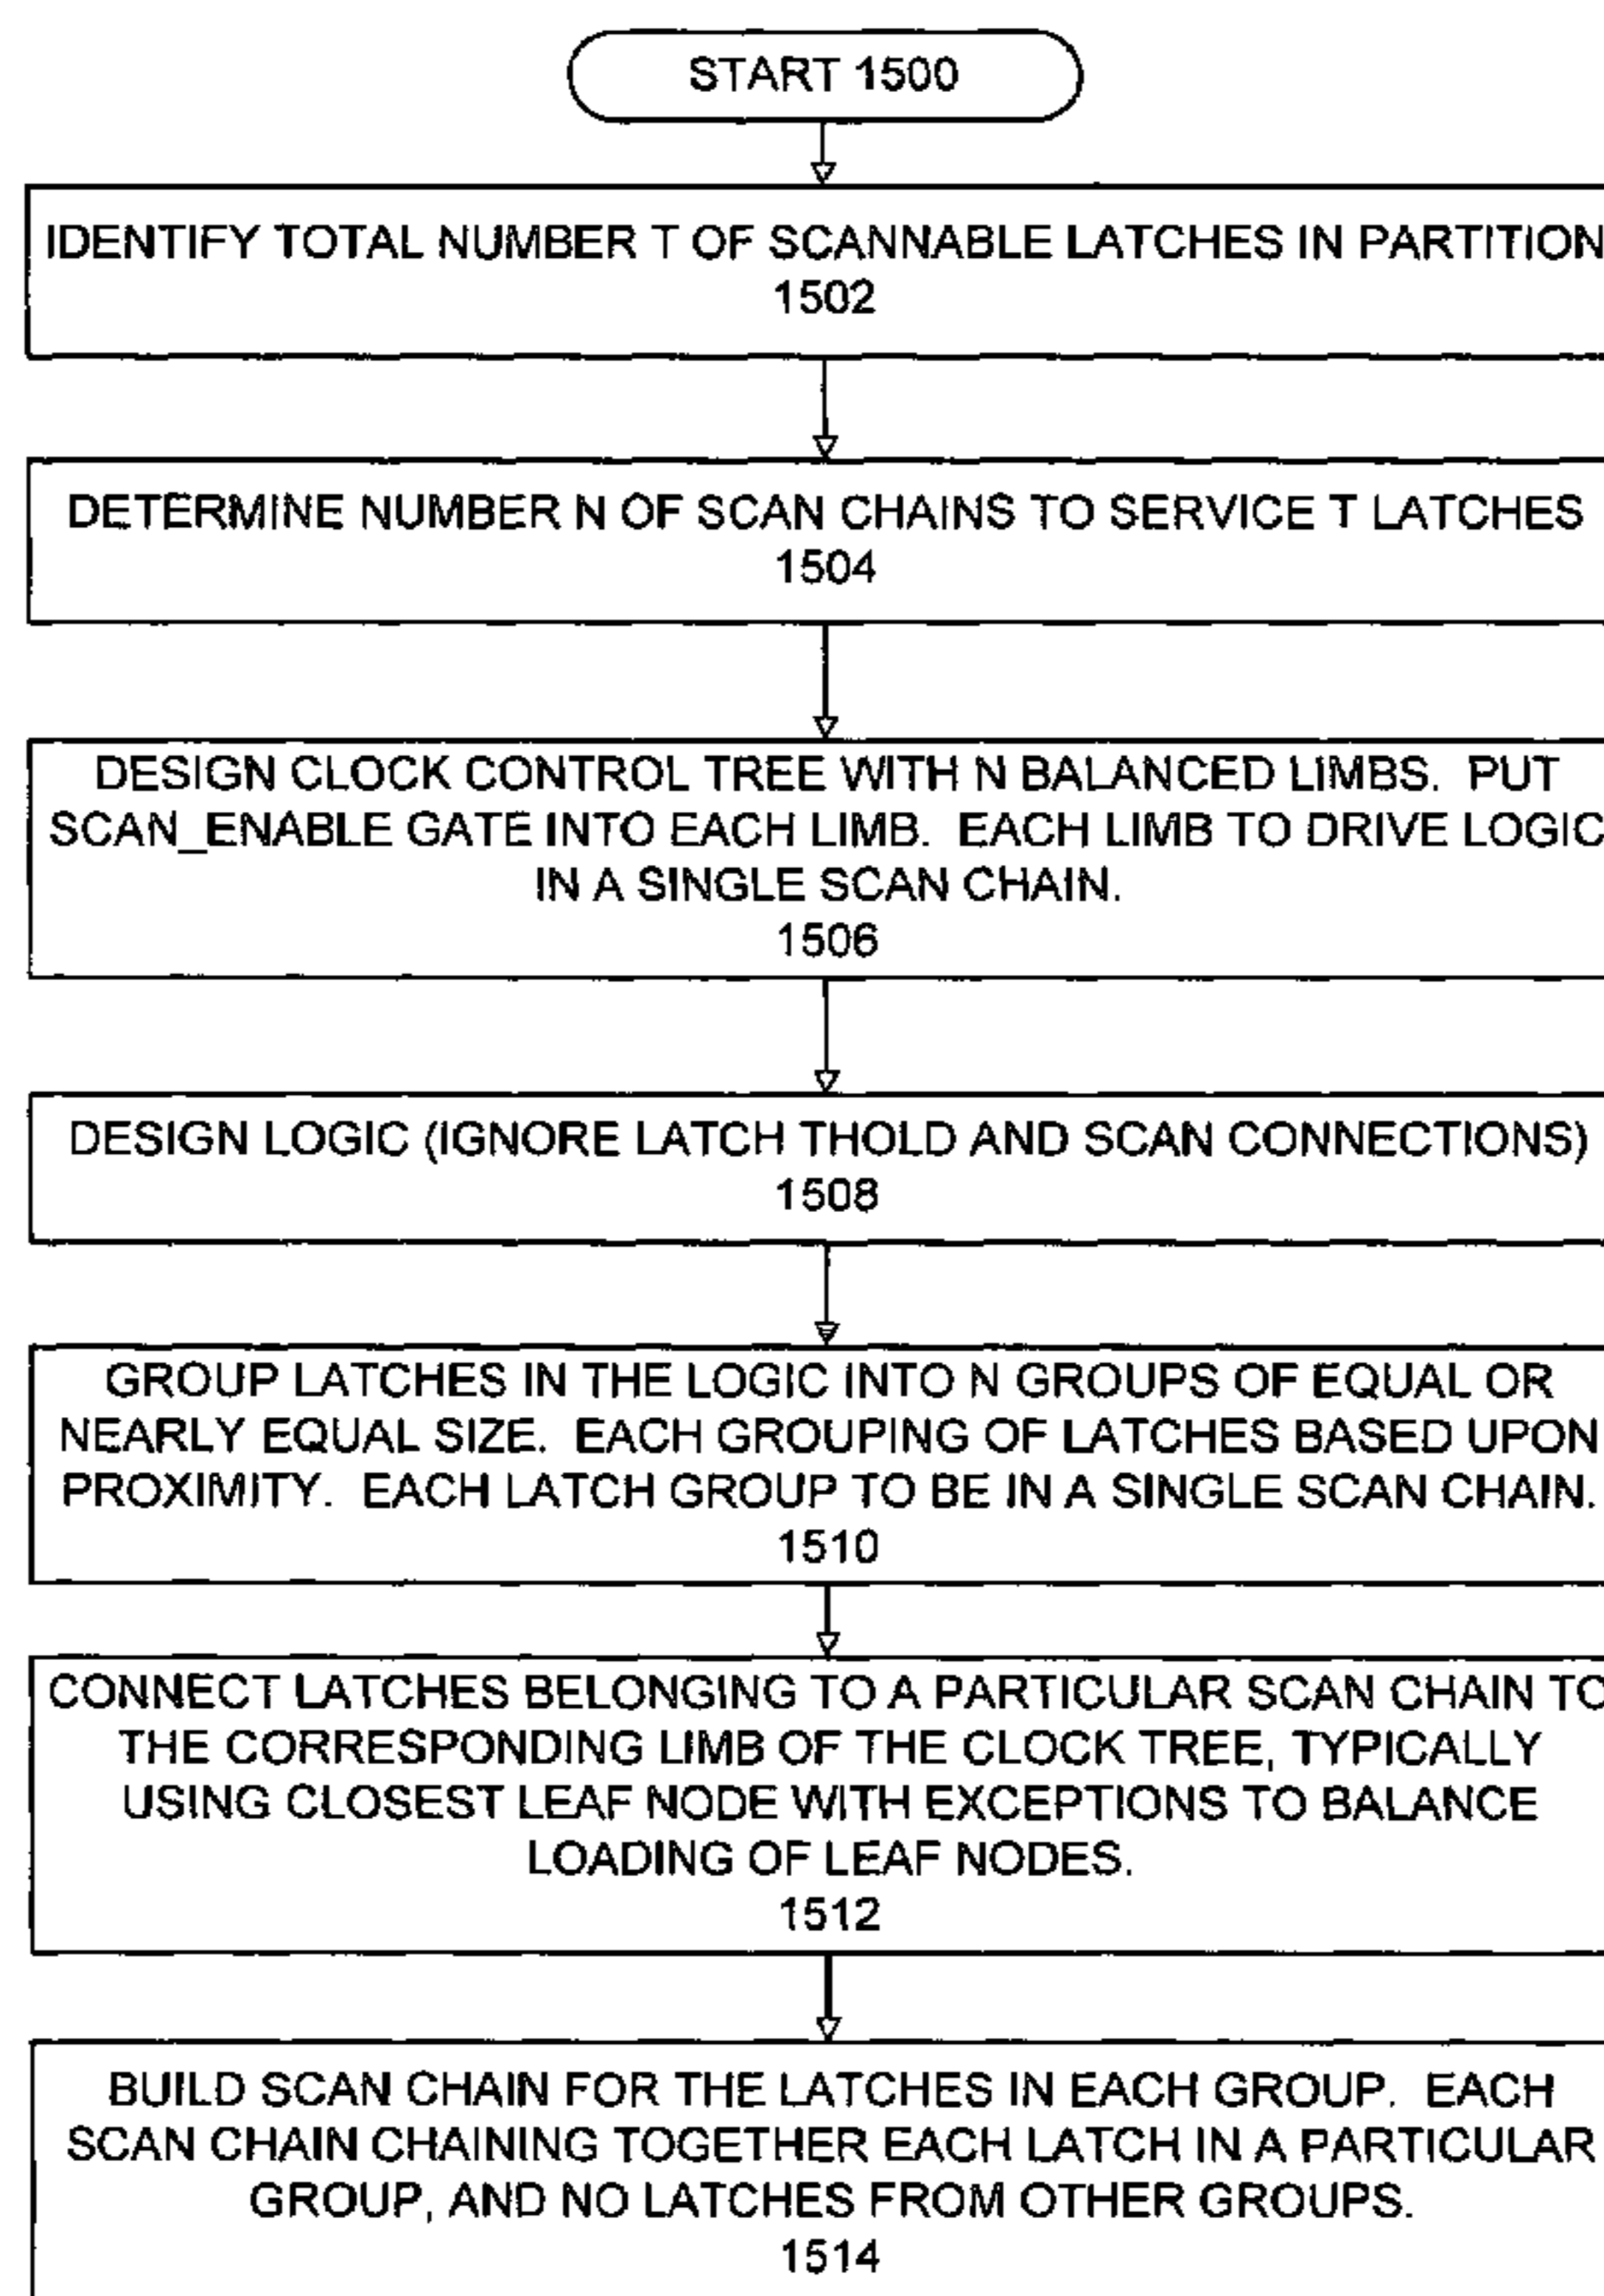 START 1500
IDENTIFY TOTAL NUMBER T OF SCANNABLE LATCHES IN PARTITION
1502
DETERMINE NUMBER N OF SCAN CHAINS TO SERVICE T LATCHES
1504
DESIGN CLOCK CONTROL TREE WITH N BALANCED LIMBS. PUT
SCAN_ENABLE GATE INTO EACH LIMB. EACH LIMB TO DRIVE LOGIC
IN A SINGLE SCAN CHAIN.
1506
DESIGN LOGIC (IGNORE LATCH THOLD AND SCAN CONNECTIONS)
1508
GROUP LATCHES IN THE LOGIC INTO N GROUPS OF EQUAL OR
NEARLY EQUAL SIZE. EACH GROUPING OF LATCHES BASED UPON
PROXIMITY. EACH LATCH GROUP TO BE IN A SINGLE SCAN CHAIN.
1510
CONNECT LATCHES BELONGING TO A PARTICULAR SCAN CHAIN TO
THE CORRESPONDING LIMB OF THE CLOCK TREE, TYPICALLY
USING CLOSEST LEAF NODE WITH EXCEPTIONS TO BALANCE
LOADING OF LEAF NODES.
1512
BUILD SCAN CHAIN FOR THE LATCHES IN EACH GROUP. EACH
SCAN CHAIN CHAINING TOGETHER EACH LATCH IN A PARTICULAR
GROUP, AND NO LATCHES FROM OTHER GROUPS.
1514